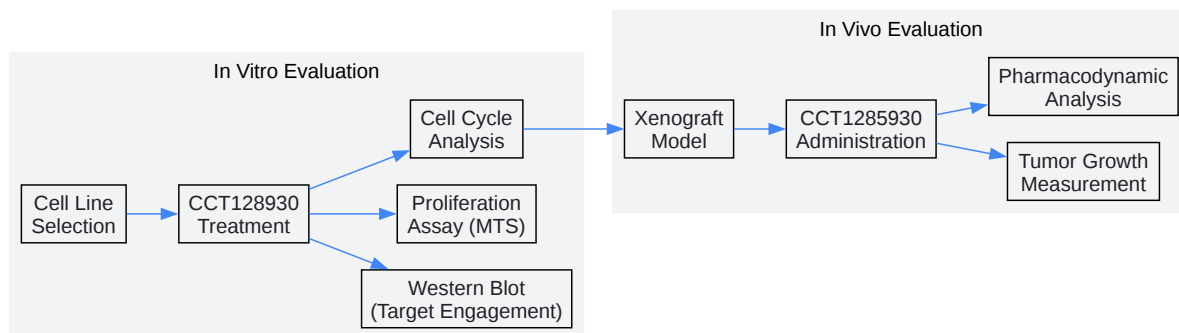 In Vitro Evaluation
Cell Line
Selection
CCT128930
Treatment
Cell Cycle
Analysis
Proliferation
Assay (MTS)
Western Blot
(Target Engagement)
In Vivo Evaluation
Xenograft
Model
CCT1285930
Administration
Pharmacodynamic
Analysis
Tumor Growth
Measurement